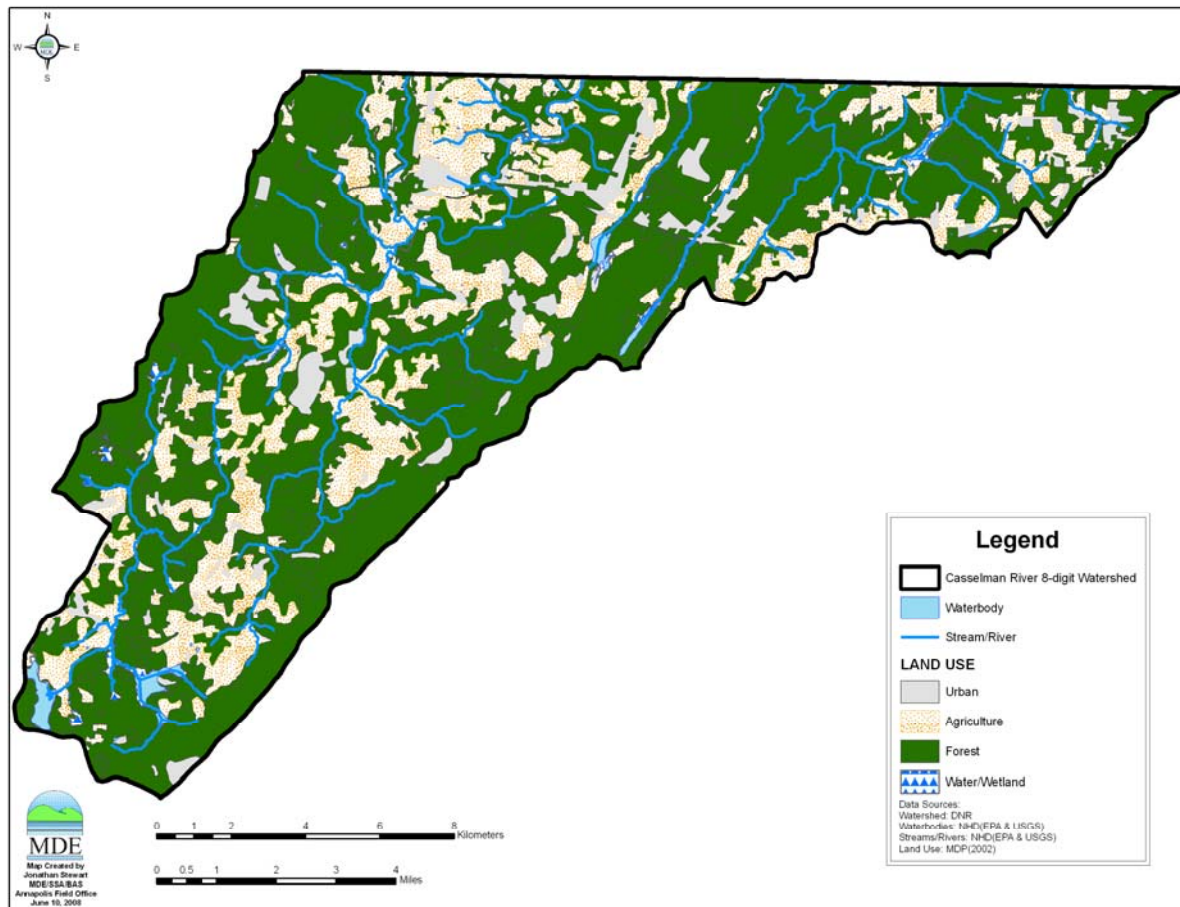 N
W E
MDE
S
Legend
Casselman River 8-digit Watershed
Waterbody
Stream/River
LAND USE
Urban
Agriculture
Forest
Water/Wetland
Data Sources:
Watershed: DNR
Waterbodies: NHD(EPA & USGS)
Streams/Rivers: NHD(EPA & USGS)
Land Use: MDP(2002)
MDE
Map Created by
Jonathan Stewart
MDE/SSA/BAS
Annapolis Field Office
June 10, 2008
0 1 2 4 6 8
Kilometers
0 0.5 1 2 3 4
Miles